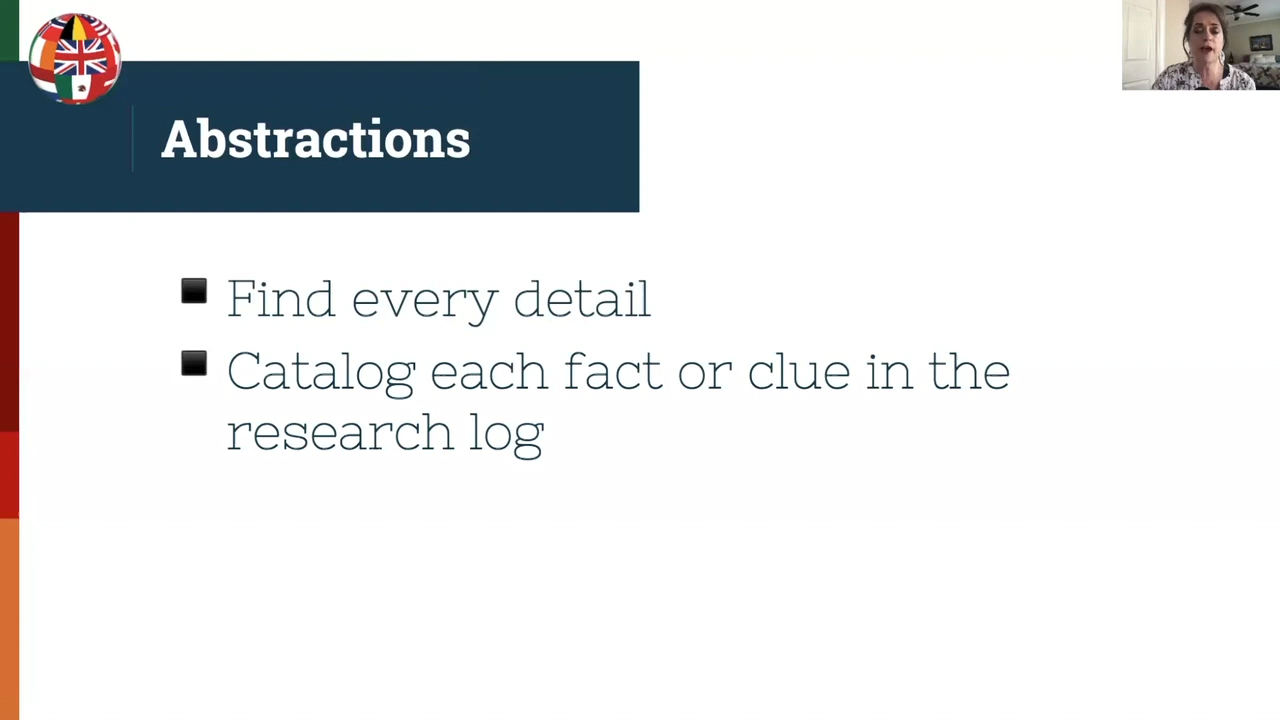 Abstractions
Find every detail
Catalog each fact or clue in the
research log